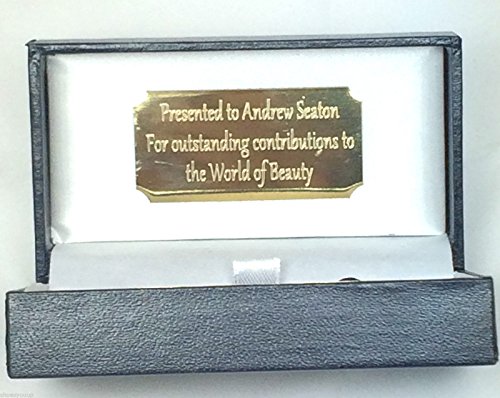 Presented to Andrew Seaton
For outstanding contributions to
the World of Beauty